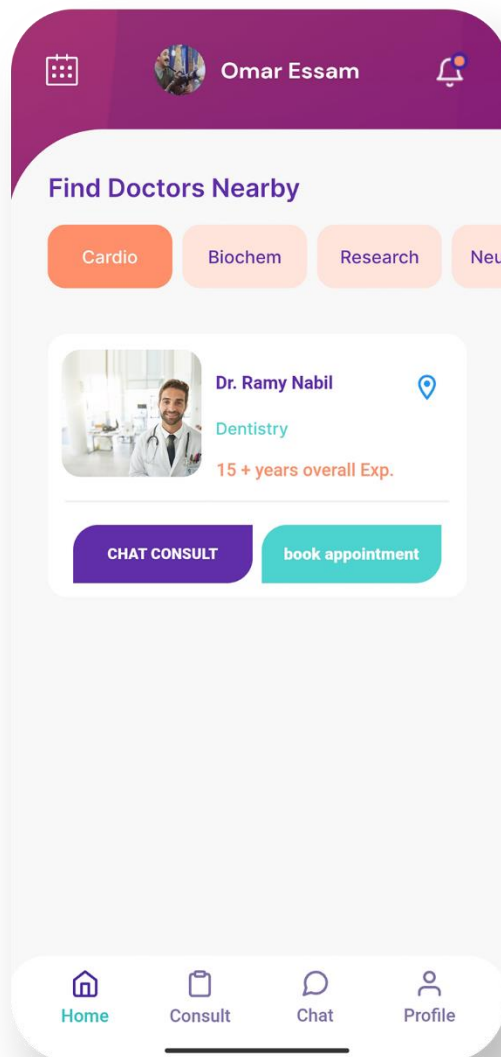 Omar Essam
Find Doctors Nearby
Cardio Biochem Research Neu
Dr. Ramy Nabil
Dentistry
15 + years overall Exp.
CHAT CONSULT book appointment
Home Consult Chat Profile